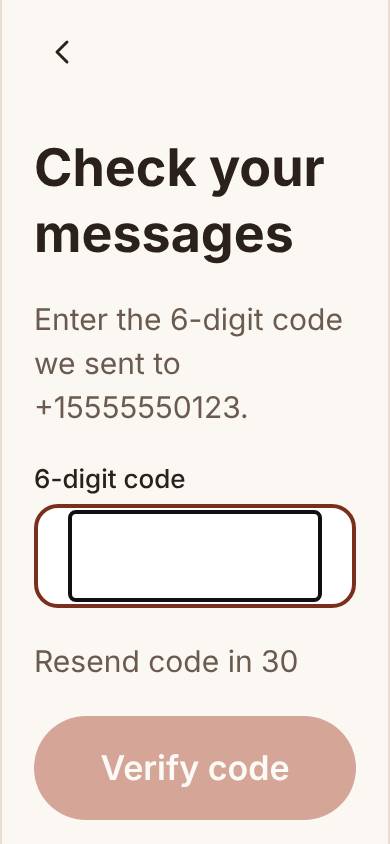 Check your
messages
Enter the 6-digit code
we sent to
+15555550123.
6-digit code
Resend code in 30
Verify code